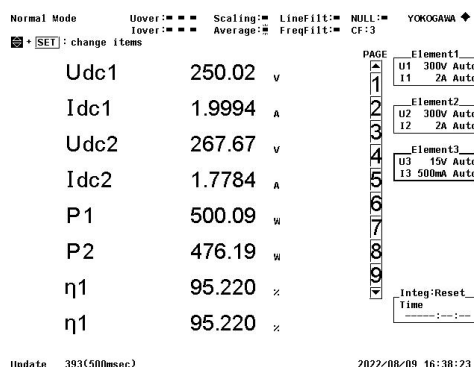 Normal Mode Uover: Scaling: LineFilt: NULL: YOKOGAWA
Iover: Average: FreqFilt: CF:3
+ SET : change items
PAGE
Udc1 250.02 V
Idc1 1.9994 A
Udc2 267.67 V
Idc2 1.7784 A
P1 500.09 W
P2 476.19 W
η1 95.220 %
η1 95.220 %
1
2
3
4
5
6
7
8
9
Element1
U1 300V Auto
I1 2A Auto
Element2
U2 300V Auto
I2 2A Auto
Element3
U3 15V Auto
I3 500mA Auto
Integ:Reset
Time
-----:--:--
Update 393(500msec) 2022/08/09 16:38:23